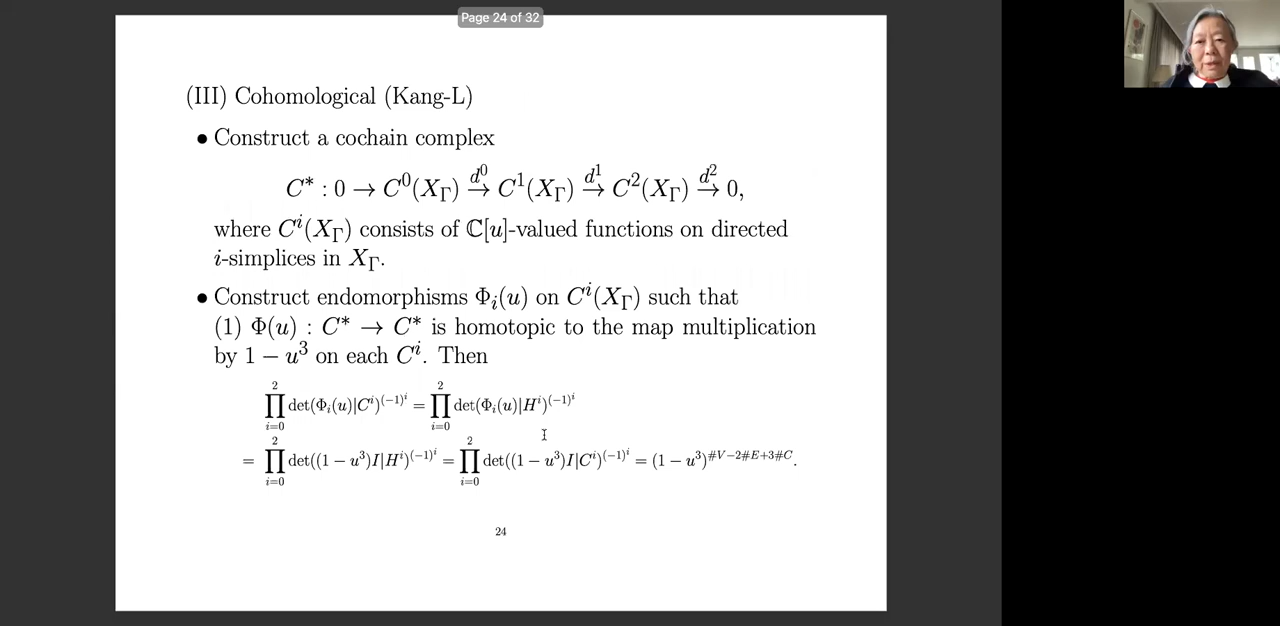 Page 24 of 32
(III) Cohomological (Kang-L)
• Construct a cochain complex
C* : 0 → C⁰(X_Γ) →^{d⁰} C¹(X_Γ) →^{d¹} C²(X_Γ) →^{d²} 0,
where Cⁱ(X_Γ) consists of ℂ[u]-valued functions on directed
i-simplices in X_Γ.
• Construct endomorphisms Φ_i(u) on Cⁱ(X_Γ) such that
(1) Φ(u) : C* → C* is homotopic to the map multiplication
by 1 − u³ on each Cⁱ. Then
∏_{i=0}^{2} det(Φ_i(u)|Cⁱ)^{(−1)^i} = ∏_{i=0}^{2} det(Φ_i(u)|Hⁱ)^{(−1)^i}
= ∏_{i=0}^{2} det((1 − u³)I|Hⁱ)^{(−1)^i} = ∏_{i=0}^{2} det((1 − u³)I|Cⁱ)^{(−1)^i} = (1 − u³)^{#V−2#E+3#C}.
24